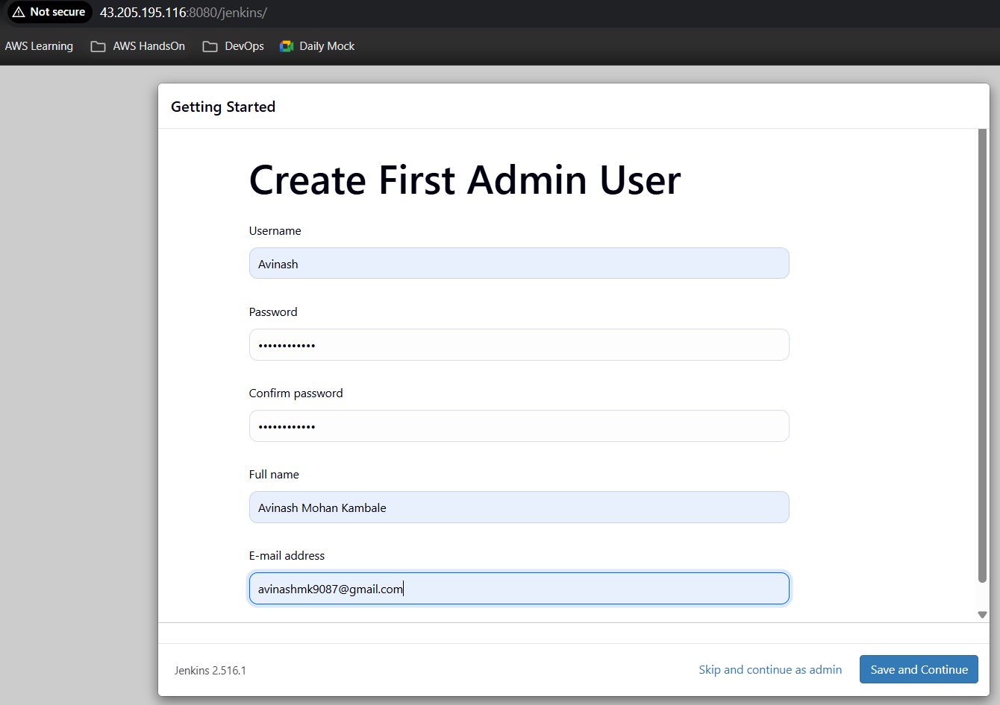 Not secure 43.205.195.116:8080/jenkins/
AWS Learning AWS HandsOn DevOps Daily Mock
Getting Started
Create First Admin User
Username
Avinash
Password
••••••••••••
Confirm password
••••••••••••
Full name
Avinash Mohan Kambale
E-mail address
avinashmk9087@gmail.com
Jenkins 2.516.1 Skip and continue as admin Save and Continue